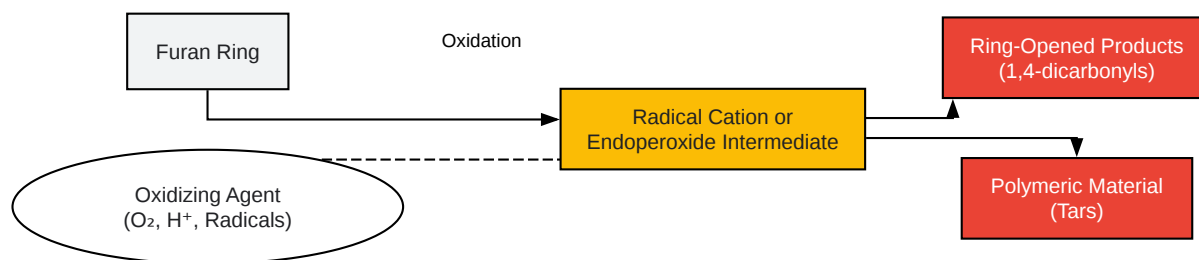 Furan Ring
Oxidation
Ring-Opened Products
(1,4-dicarbonyls)
Radical Cation or
Endoperoxide Intermediate
Oxidizing Agent
(O₂, H⁺, Radicals)
Polymeric Material
(Tars)